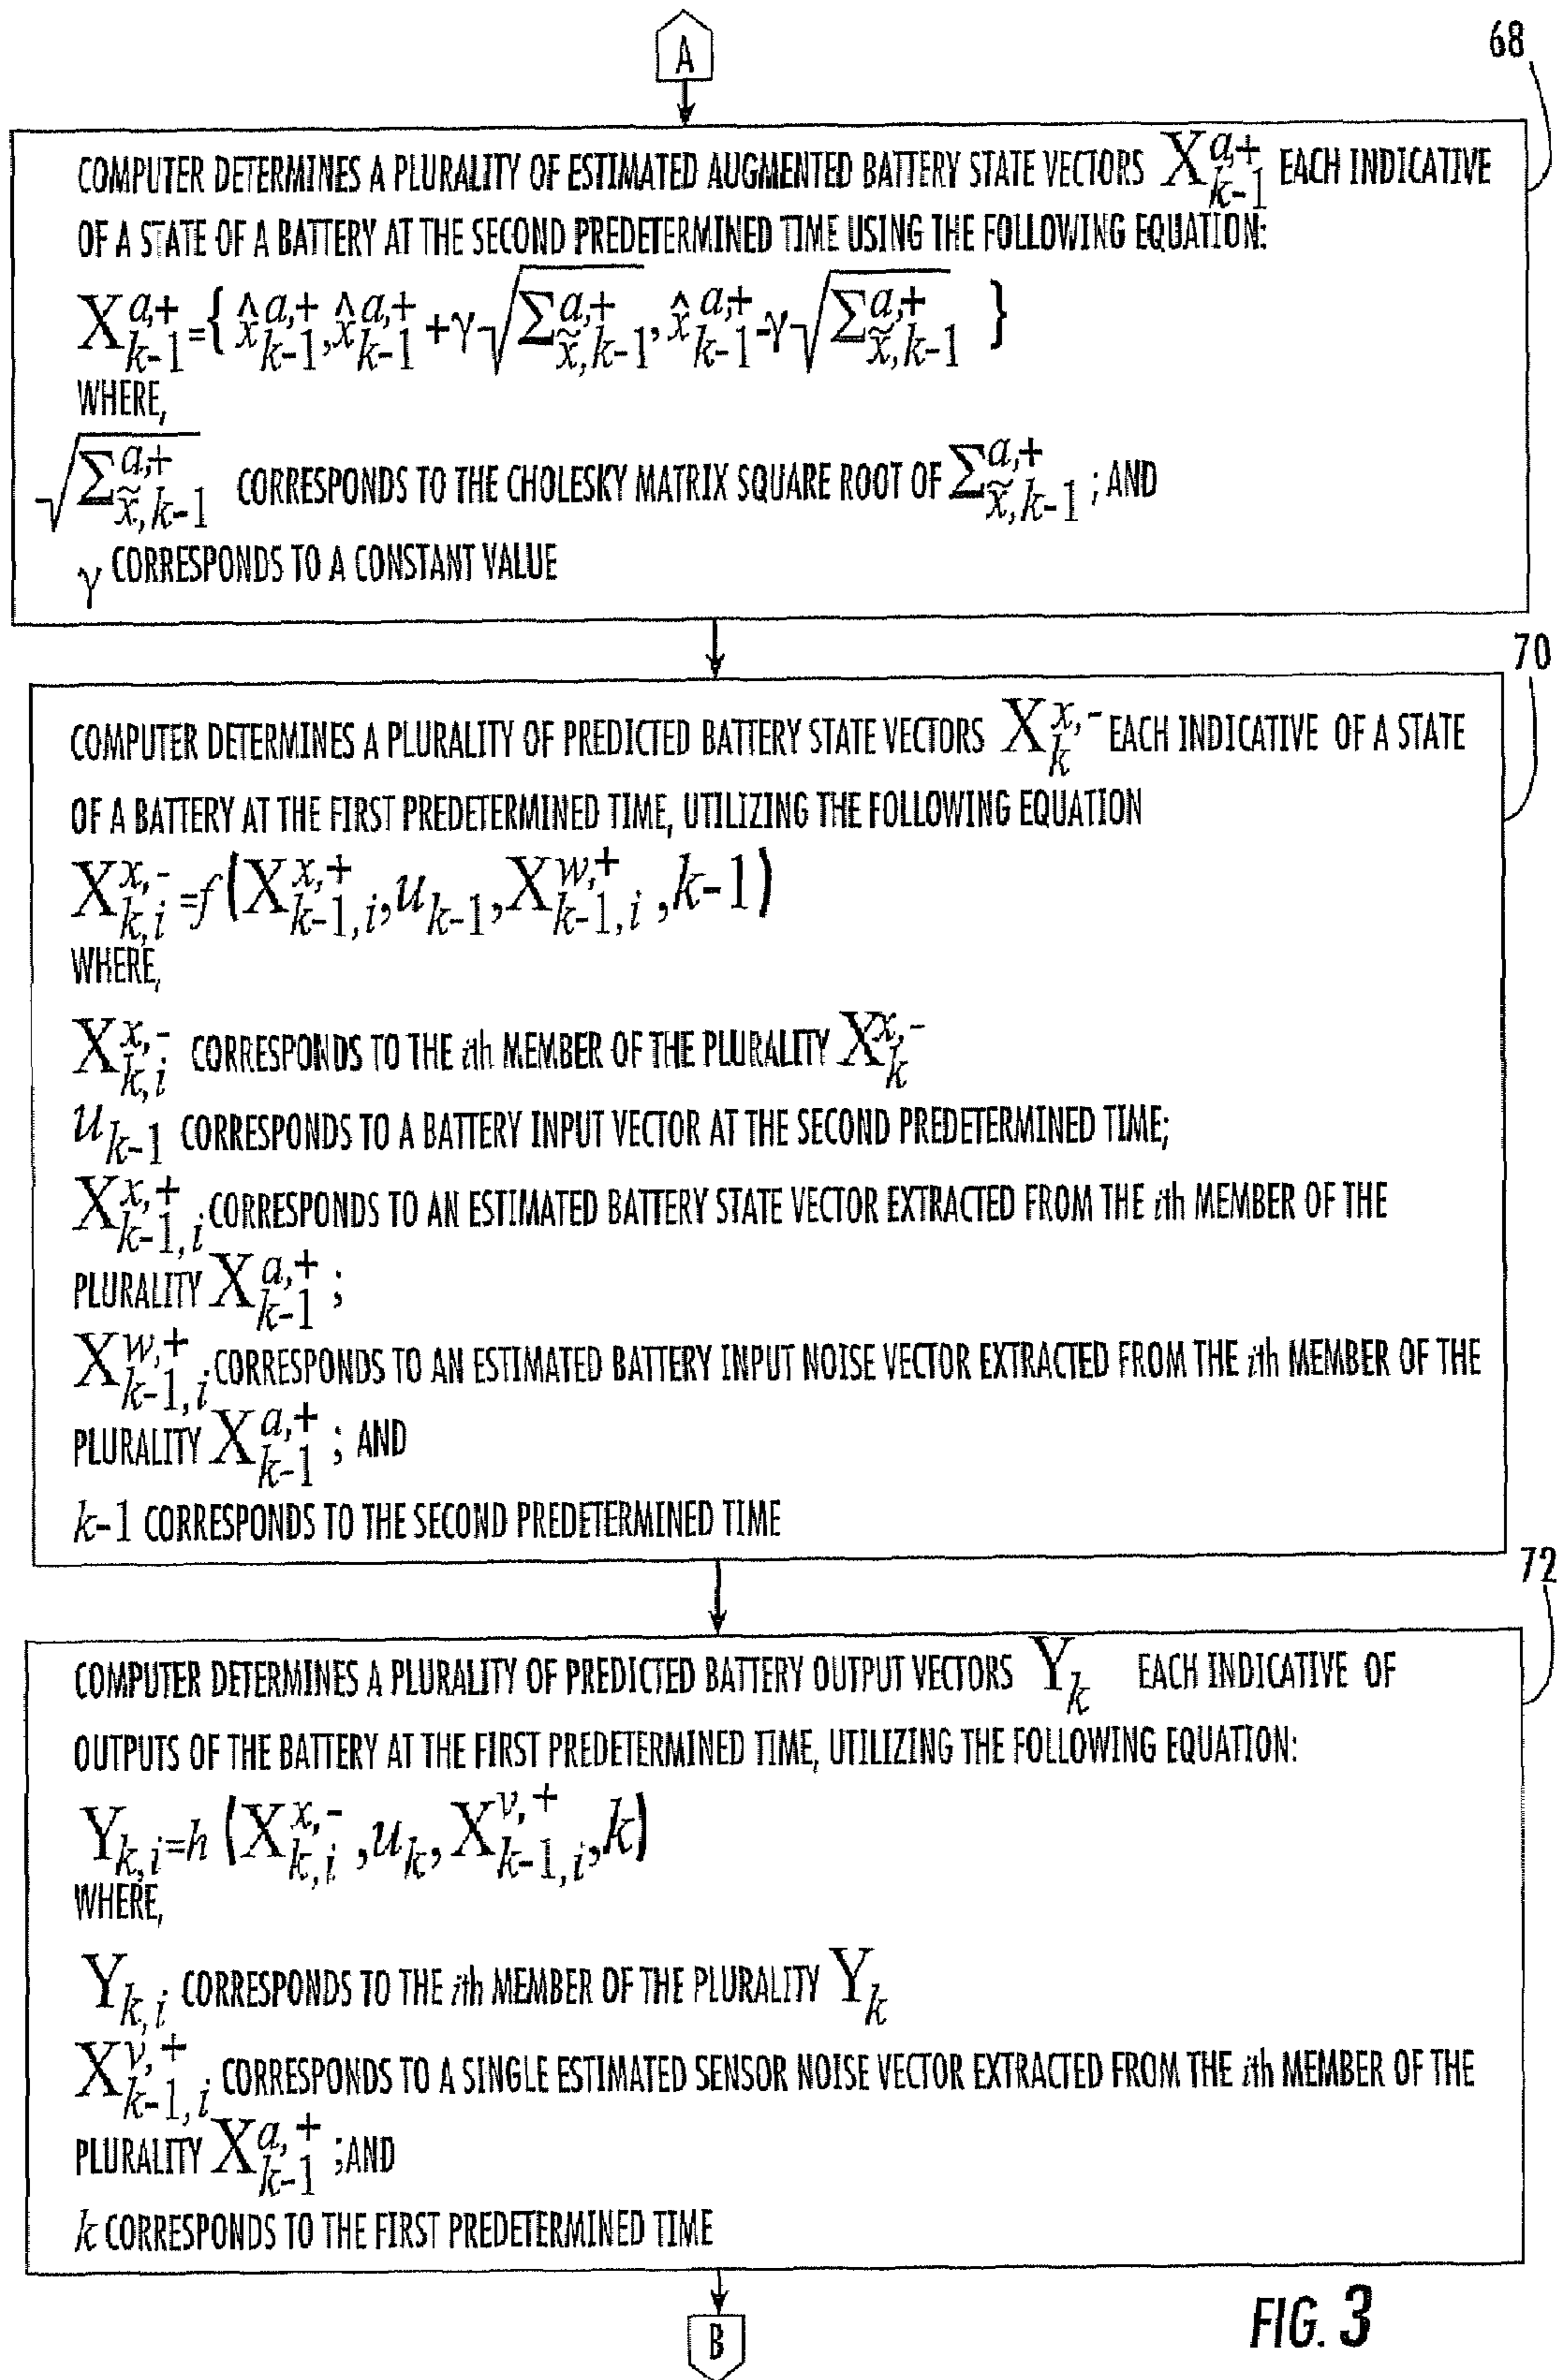 A
68
COMPUTER DETERMINES A PLURALITY OF ESTIMATED AUGMENTED BATTERY STATE VECTORS X^{a,+}_{k-1} EACH INDICATIVE
OF A STATE OF A BATTERY AT THE SECOND PREDETERMINED TIME USING THE FOLLOWING EQUATION:
X^{a,+}_{k-1}={ x̂^{a,+}_{k-1}, x̂^{a,+}_{k-1}+γ√Σ^{a,+}_{x̃,k-1}, x̂^{a,+}_{k-1}-γ√Σ^{a,+}_{x̃,k-1} }
WHERE,
√Σ^{a,+}_{x̃,k-1} CORRESPONDS TO THE CHOLESKY MATRIX SQUARE ROOT OF Σ^{a,+}_{x̃,k-1} ; AND
γ CORRESPONDS TO A CONSTANT VALUE
70
COMPUTER DETERMINES A PLURALITY OF PREDICTED BATTERY STATE VECTORS X^{x,-}_{k} EACH INDICATIVE OF A STATE
OF A BATTERY AT THE FIRST PREDETERMINED TIME, UTILIZING THE FOLLOWING EQUATION
X^{x,-}_{k,i}=f(X^{x,+}_{k-1,i},u_{k-1},X^{w,+}_{k-1,i},k-1)
WHERE,
X^{x,-}_{k,i} CORRESPONDS TO THE ith MEMBER OF THE PLURALITY X^{x,-}_{k}
u_{k-1} CORRESPONDS TO A BATTERY INPUT VECTOR AT THE SECOND PREDETERMINED TIME;
X^{x,+}_{k-1,i} CORRESPONDS TO AN ESTIMATED BATTERY STATE VECTOR EXTRACTED FROM THE ith MEMBER OF THE
PLURALITY X^{a,+}_{k-1} ;
X^{w,+}_{k-1,i} CORRESPONDS TO AN ESTIMATED BATTERY INPUT NOISE VECTOR EXTRACTED FROM THE ith MEMBER OF THE
PLURALITY X^{a,+}_{k-1} ; AND
k-1 CORRESPONDS TO THE SECOND PREDETERMINED TIME
72
COMPUTER DETERMINES A PLURALITY OF PREDICTED BATTERY OUTPUT VECTORS Y_{k} EACH INDICATIVE OF
OUTPUTS OF THE BATTERY AT THE FIRST PREDETERMINED TIME, UTILIZING THE FOLLOWING EQUATION:
Y_{k,i}=h(X^{x,-}_{k,i},u_{k},X^{v,+}_{k-1,i},k)
WHERE,
Y_{k,i} CORRESPONDS TO THE ith MEMBER OF THE PLURALITY Y_{k}
X^{v,+}_{k-1,i} CORRESPONDS TO A SINGLE ESTIMATED SENSOR NOISE VECTOR EXTRACTED FROM THE ith MEMBER OF THE
PLURALITY X^{a,+}_{k-1} ;AND
k CORRESPONDS TO THE FIRST PREDETERMINED TIME
B
FIG. 3